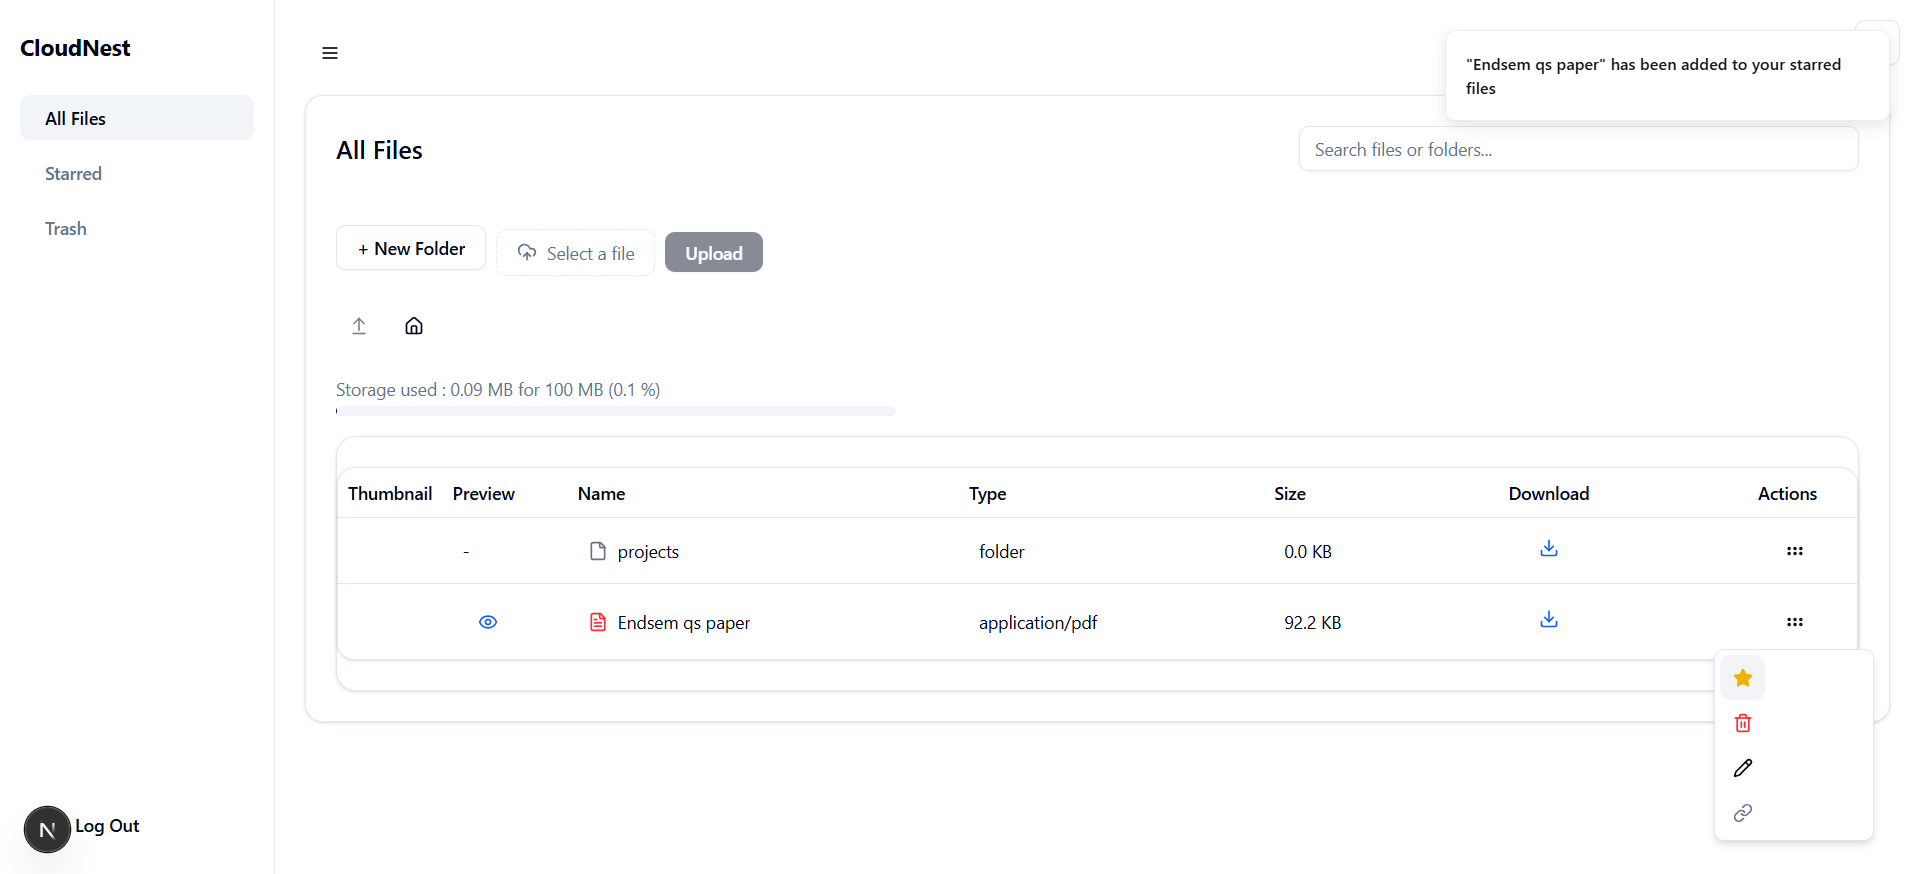 CloudNest
All Files
Starred
Trash
N Log Out
"Endsem qs paper" has been added to your starred
files
All Files
Search files or folders...
+ New Folder
Select a file
Upload
Storage used : 0.09 MB for 100 MB (0.1 %)
Thumbnail Preview Name Type Size Download Actions
- projects folder 0.0 KB
Endsem qs paper application/pdf 92.2 KB